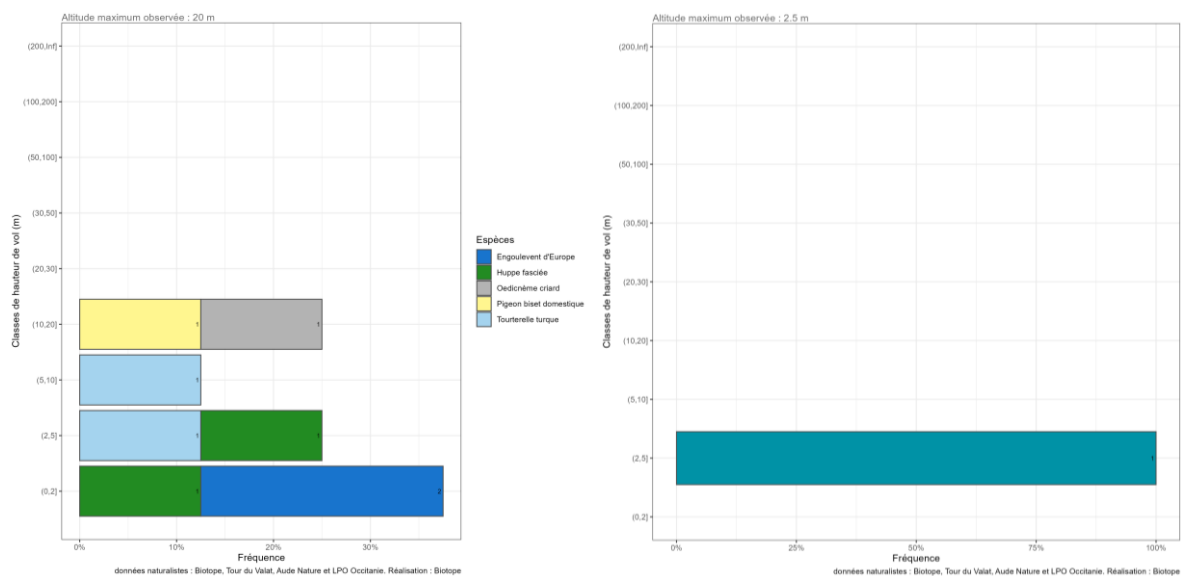 Altitude maximum observée : 20 m
(200,Inf]
(100,200]
(50,100]
(30,50]
(20,30]
(10,20]
(5,10]
(2,5]
(0,2]
Classes de hauteur de vol (m)
1 1
1
1 1
1 2
0% 10% 20% 30%
Fréquence
données naturalistes : Biotope, Tour du Valat, Aude Nature et LPO Occitanie. Réalisation : Biotope
Espèces
Engoulevent d'Europe
Huppe fasciée
Oedicnème criard
Pigeon biset domestique
Tourterelle turque
Altitude maximum observée : 2.5 m
(200,Inf]
(100,200]
(50,100]
(30,50]
(20,30]
(10,20]
(5,10]
(2,5]
(0,2]
Classes de hauteur de vol (m)
1
0% 25% 50% 75% 100%
Fréquence
données naturalistes : Biotope, Tour du Valat, Aude Nature et LPO Occitanie. Réalisation : Biotope